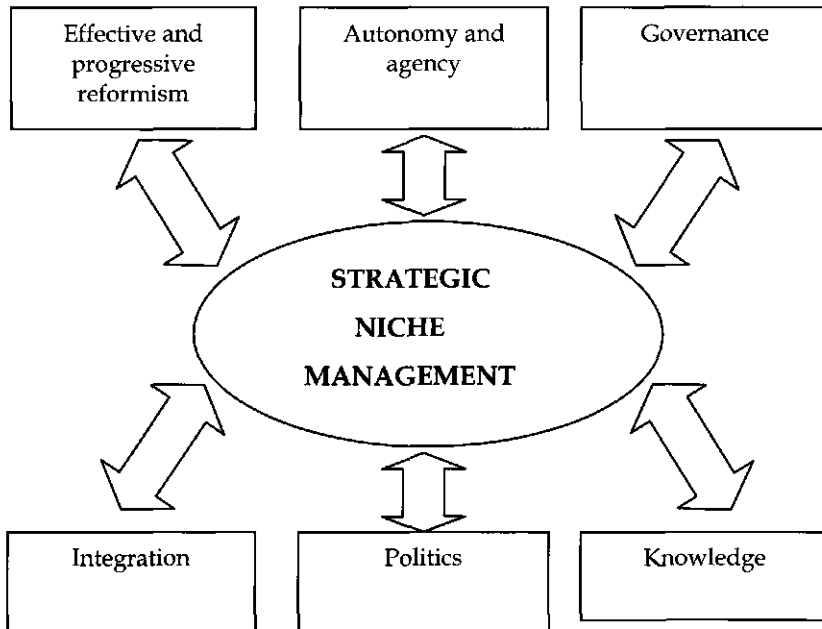 Effective and
progressive
reformism
Autonomy and
agency
Governance
STRATEGIC
NICHE
MANAGEMENT
Integration
Politics
Knowledge